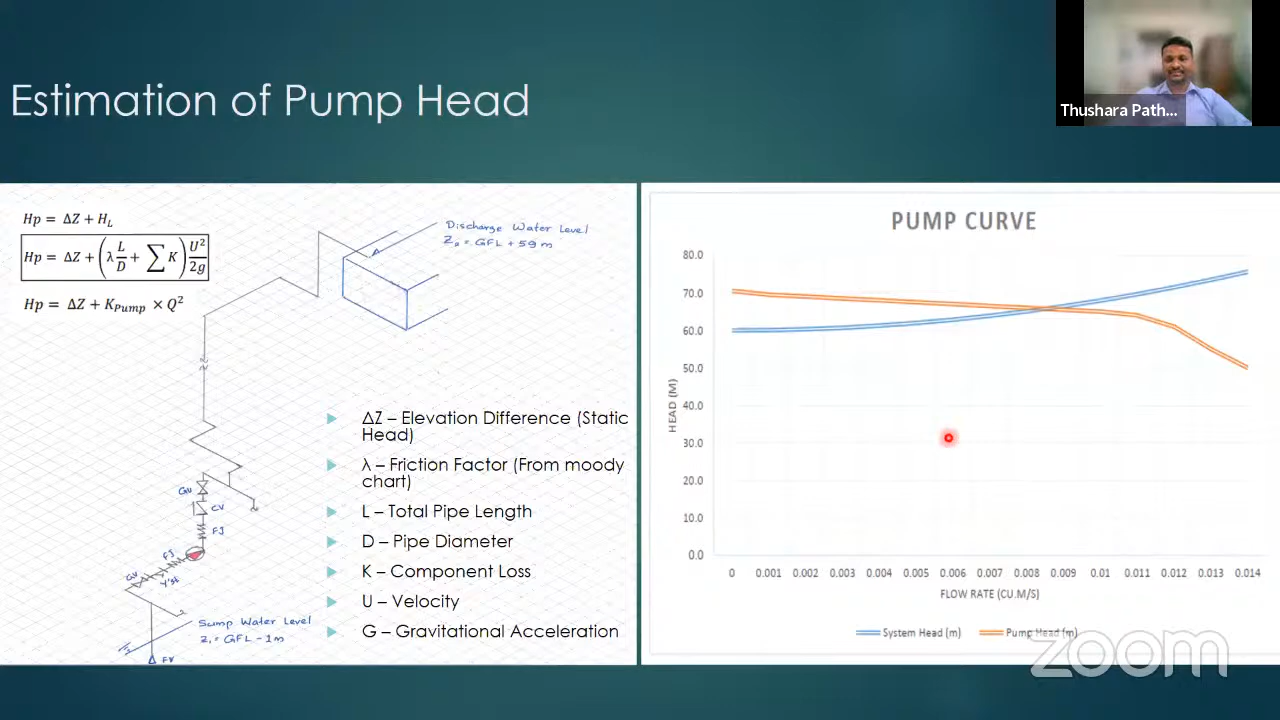 Estimation of Pump Head
Thushara Path...
Hp = ΔZ + H_L
Hp = ΔZ + (λ L/D + ∑ K) U²/2g
Hp = ΔZ + K_Pump × Q²
Discharge Water Level
Z₂ = GFL + 59 m
GV
CV
FJ
FJ
GV
Y'st
Sump Water Level
Z₁ = GFL - 1m
FV
ΔZ – Elevation Difference (Static
Head)
λ – Friction Factor (From moody
chart)
L – Total Pipe Length
D – Pipe Diameter
K – Component Loss
U – Velocity
G – Gravitational Acceleration
PUMP CURVE
HEAD (M)
80.0
70.0
60.0
50.0
40.0
30.0
20.0
10.0
0.0
0 0.001 0.002 0.003 0.004 0.005 0.006 0.007 0.008 0.009 0.01 0.011 0.012 0.013 0.014
FLOW RATE (CU.M/S)
System Head (m) Pump Head (m)
zoom